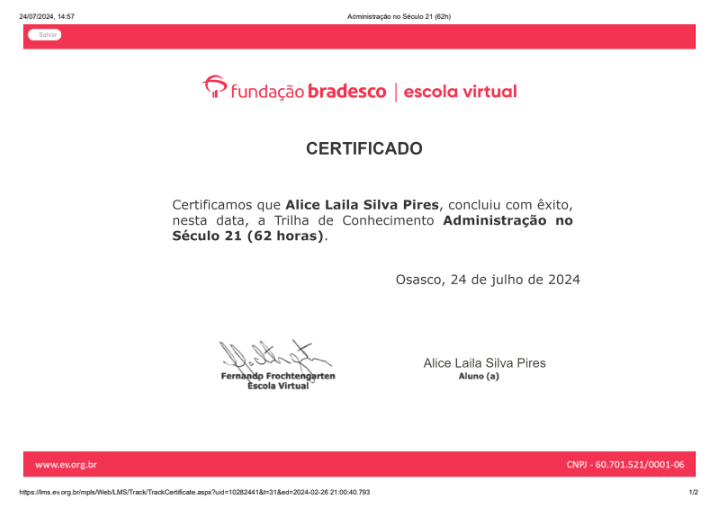 24/07/2024, 14:57 Administração no Século 21 (62h)
Salvar
fundação bradesco | escola virtual
CERTIFICADO
Certificamos que Alice Laila Silva Pires, concluiu com êxito,
nesta data, a Trilha de Conhecimento Administração no
Século 21 (62 horas).
Osasco, 24 de julho de 2024
Fernando Frochtengarten
Escola Virtual
Alice Laila Silva Pires
Aluno (a)
www.ev.org.br CNPJ - 60.701.521/0001-06
https://lms.ev.org.br/mpls/Web/LMS/Track/TrackCertificate.aspx?uid=10282441&t=31&ed=2024-02-26 21:00:40.793 1/2